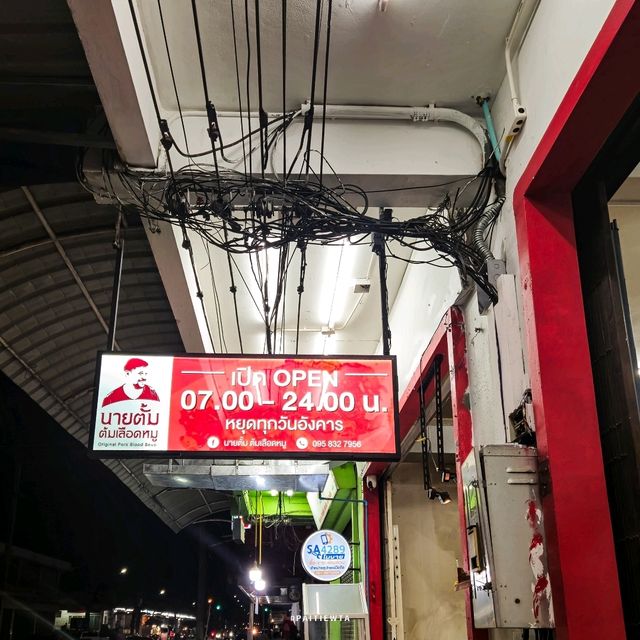 เปิด OPEN
07.00 – 24.00 น.
หยุดทุกวันอังคาร
นายตั้ม ต้มเลือดหมู 095 832 7956
นายตั้ม
ต้มเลือดหมู
Original Pork Blood Soup
SA4289
@PAITIEWTA